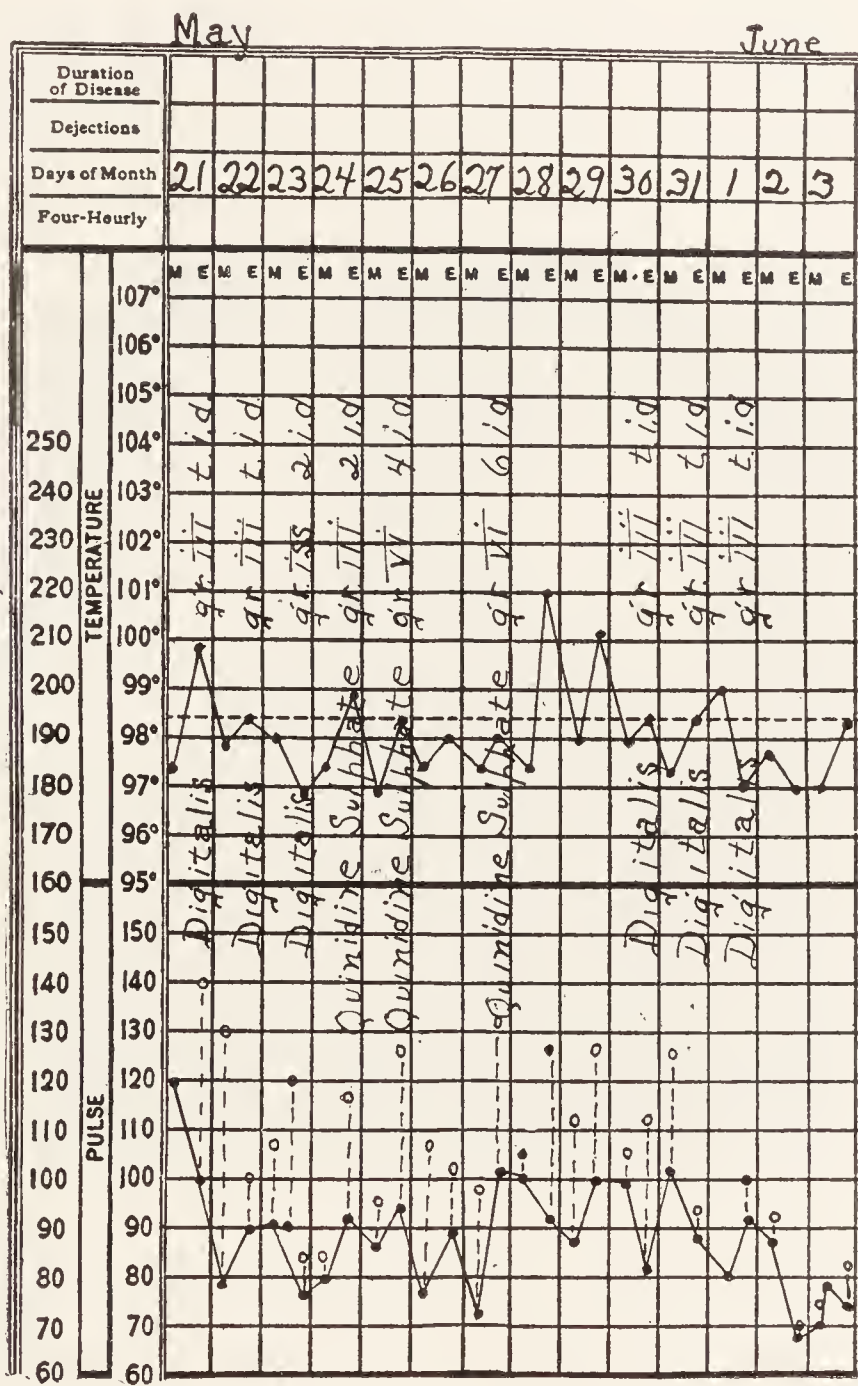 May June
Duration
of Disease
Dejections
Days of Month 21 22 23 24 25 26 27 28 29 30 31 1 2 3
Four-Hourly
M E M E M E M E M E M E M E M E M E M·E M E M E M E M E
TEMPERATURE
PULSE
107°
106°
105°
250 104°
240 103°
230 102°
220 101°
210 100°
200 99°
190 98°
180 97°
170 96°
160 95°
150 150
140 140
130 130
120 120
110 110
100 100
90 90
80 80
70 70
60 60
Digitalis gr. iii t.i.d.
Digitalis gr iii t.i.d.
Digitalis gr. iss 2 i.d
Quinidine Sulphate gr iii 2 i.d
Quinidine Sulphate gr vi 4 i.d
Quinidine Sulphate gr vi 6 i d
Digitalis gr iii t.i.d
Digitalis gr. iii t.i.d
Digitalis gr iii t.i.d